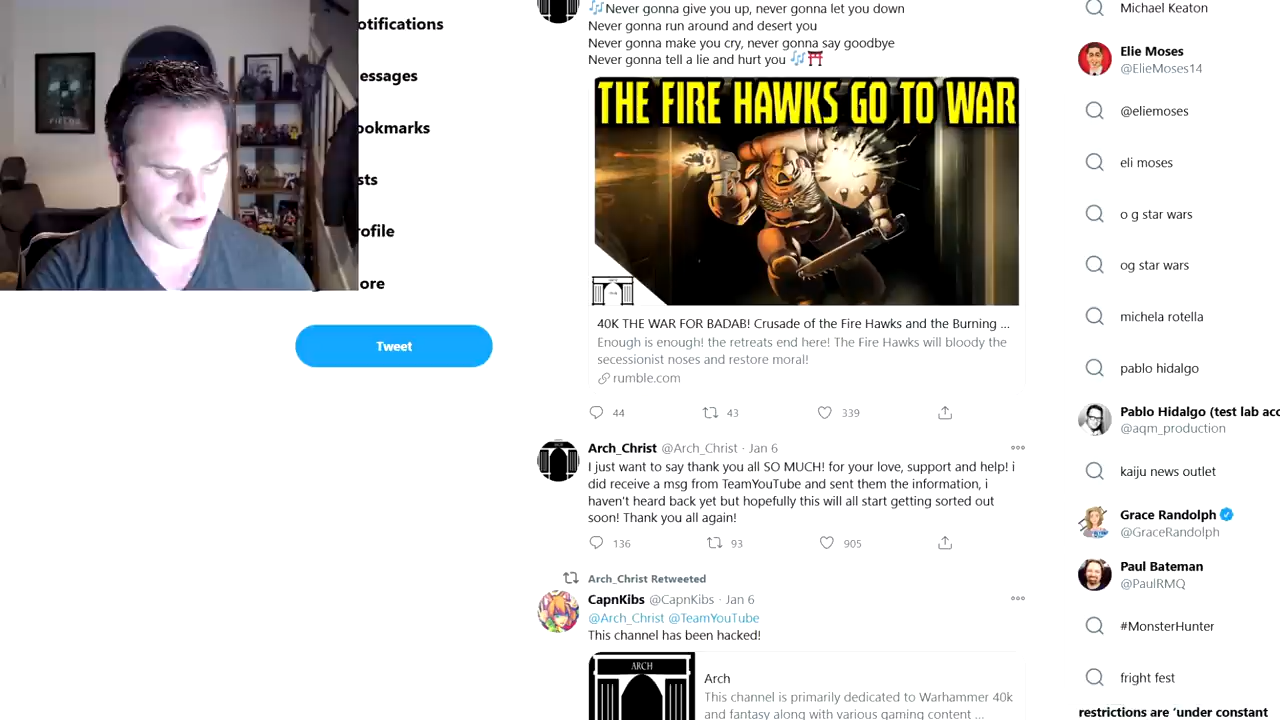 otifications
essages
ookmarks
sts
ofile
ore
Tweet
🎶Never gonna give you up, never gonna let you down
Never gonna run around and desert you
Never gonna make you cry, never gonna say goodbye
Never gonna tell a lie and hurt you 🎶⛩️
THE FIRE HAWKS GO TO WAR
40K THE WAR FOR BADAB! Crusade of the Fire Hawks and the Burning ...
Enough is enough! the retreats end here! The Fire Hawks will bloody the
secessionist noses and restore moral!
rumble.com
44 43 339
Arch_Christ @Arch_Christ · Jan 6
I just want to say thank you all SO MUCH! for your love, support and help! i
did receive a msg from TeamYouTube and sent them the information, i
haven't heard back yet but hopefully this will all start getting sorted out
soon! Thank you all again!
136 93 905
Arch_Christ Retweeted
CapnKibs @CapnKibs · Jan 6
@Arch_Christ @TeamYouTube
This channel has been hacked!
ARCH
Arch
This channel is primarily dedicated to Warhammer 40k
and fantasy along with various gaming content ...
Michael Keaton
Elie Moses
@ElieMoses14
@eliemoses
eli moses
o g star wars
og star wars
michela rotella
pablo hidalgo
Pablo Hidalgo (test lab acc
@aqm_production
kaiju news outlet
Grace Randolph
@GraceRandolph
Paul Bateman
@PaulRMQ
#MonsterHunter
fright fest
restrictions are ‘under constant